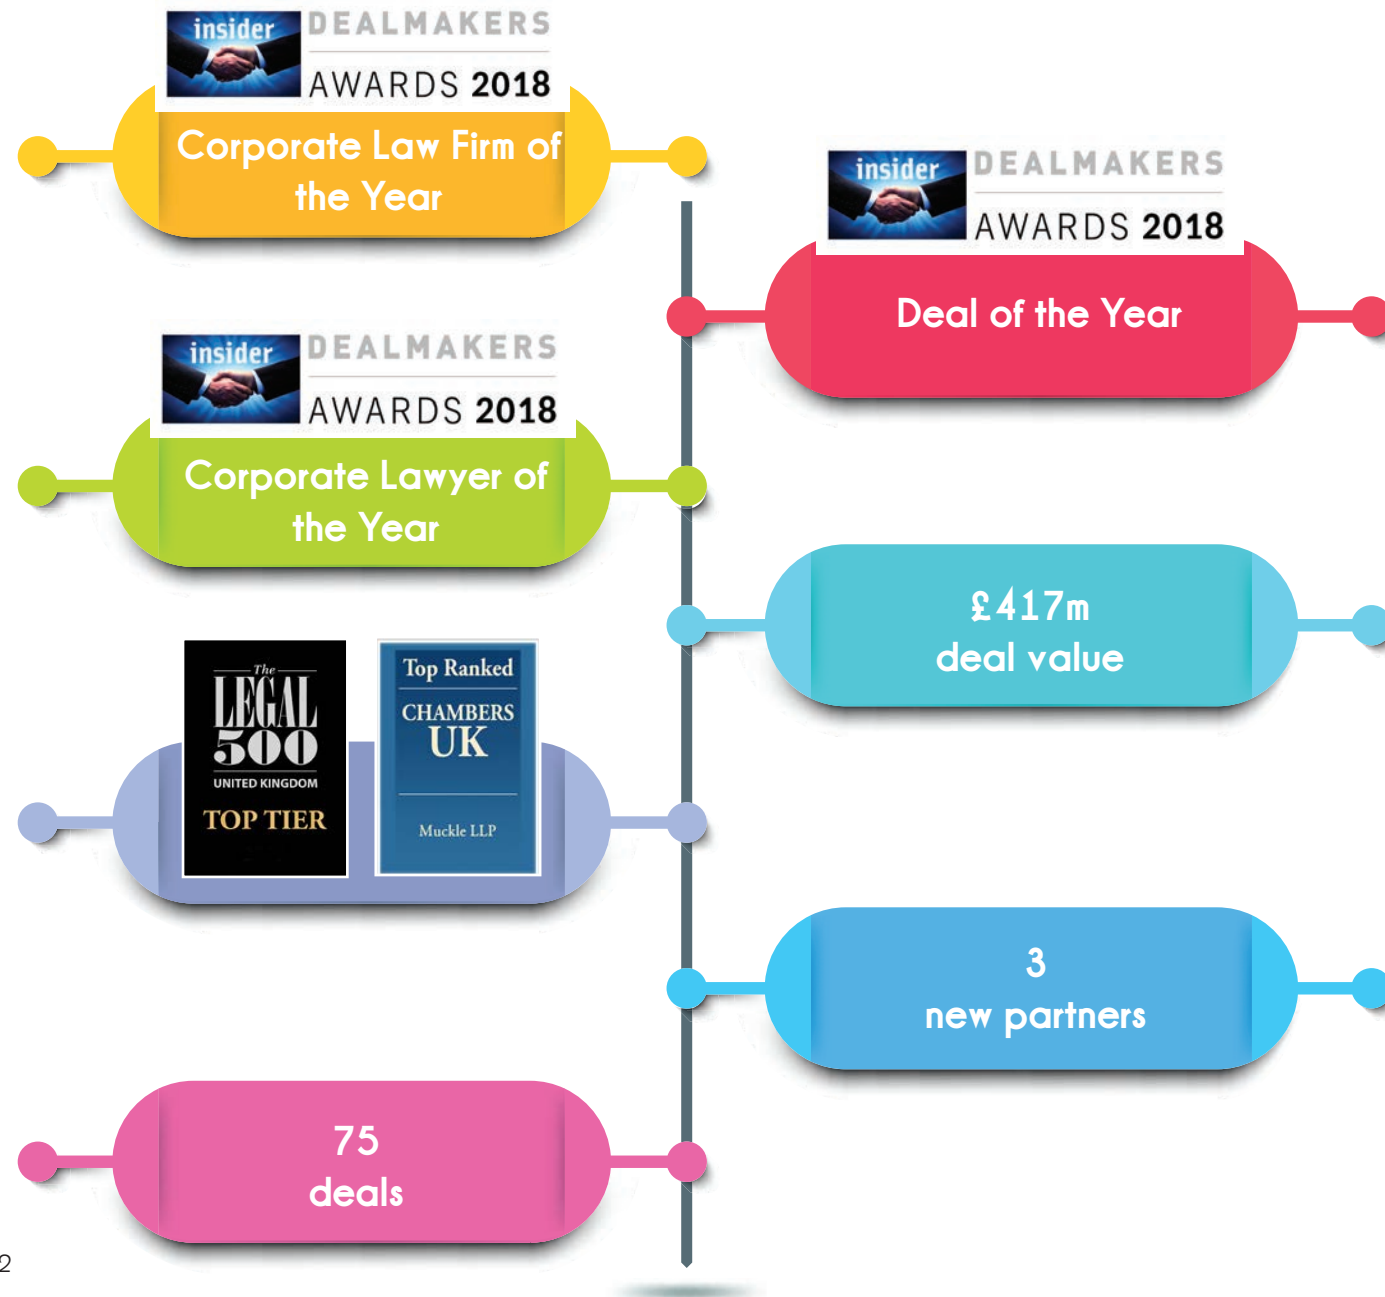 insider DEALMAKERS
AWARDS 2018
Corporate Law Firm of
the Year
insider DEALMAKERS
AWARDS 2018
Deal of the Year
insider DEALMAKERS
AWARDS 2018
Corporate Lawyer of
the Year
£417m
deal value
The
LEGAL
500
UNITED KINGDOM
TOP TIER
Top Ranked
CHAMBERS
UK
Muckle LLP
3
new partners
75
deals
2